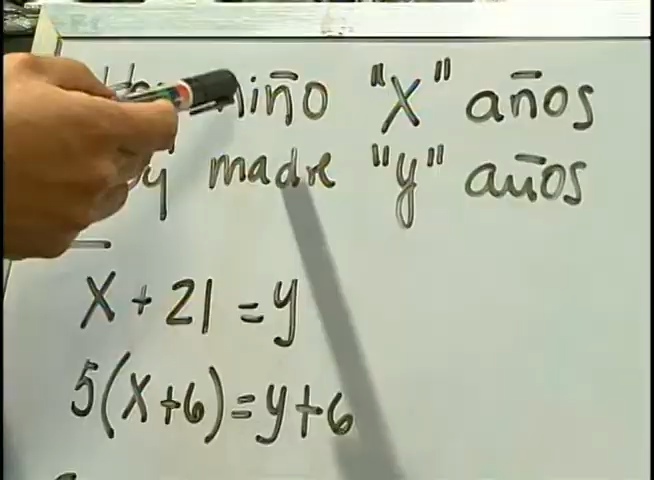 niño "X" años
madre "y" años
X + 21 = y
5(X+6) = y+6